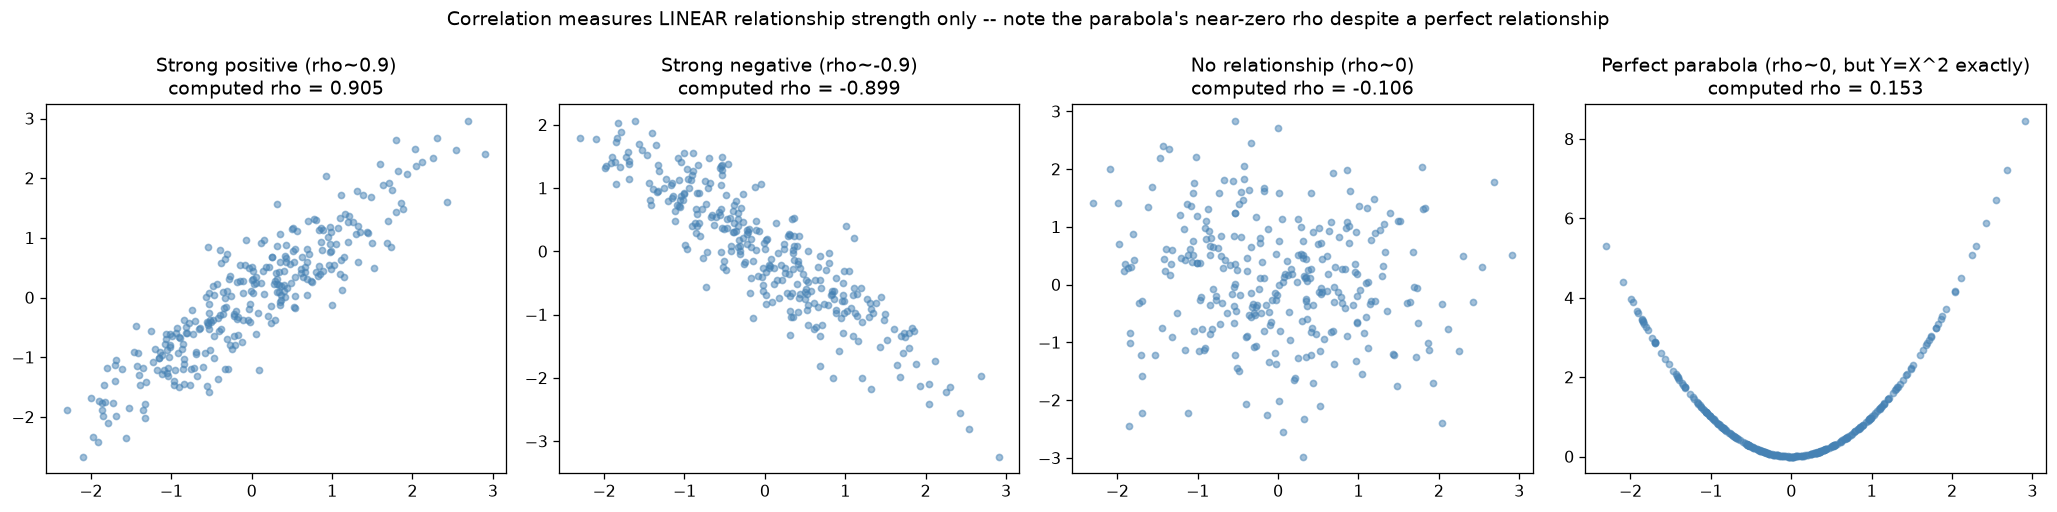 Correlation measures LINEAR relationship strength only -- note the parabola's near-zero rho despite a perfect relationship
Strong positive (rho~0.9)
computed rho = 0.905
3
2
1
0
−1
−2
−2 −1 0 1 2 3
Strong negative (rho~-0.9)
computed rho = -0.899
2
1
0
−1
−2
−3
−2 −1 0 1 2 3
No relationship (rho~0)
computed rho = -0.106
3
2
1
0
−1
−2
−3
−2 −1 0 1 2 3
Perfect parabola (rho~0, but Y=X^2 exactly)
computed rho = 0.153
8
6
4
2
0
−2 −1 0 1 2 3